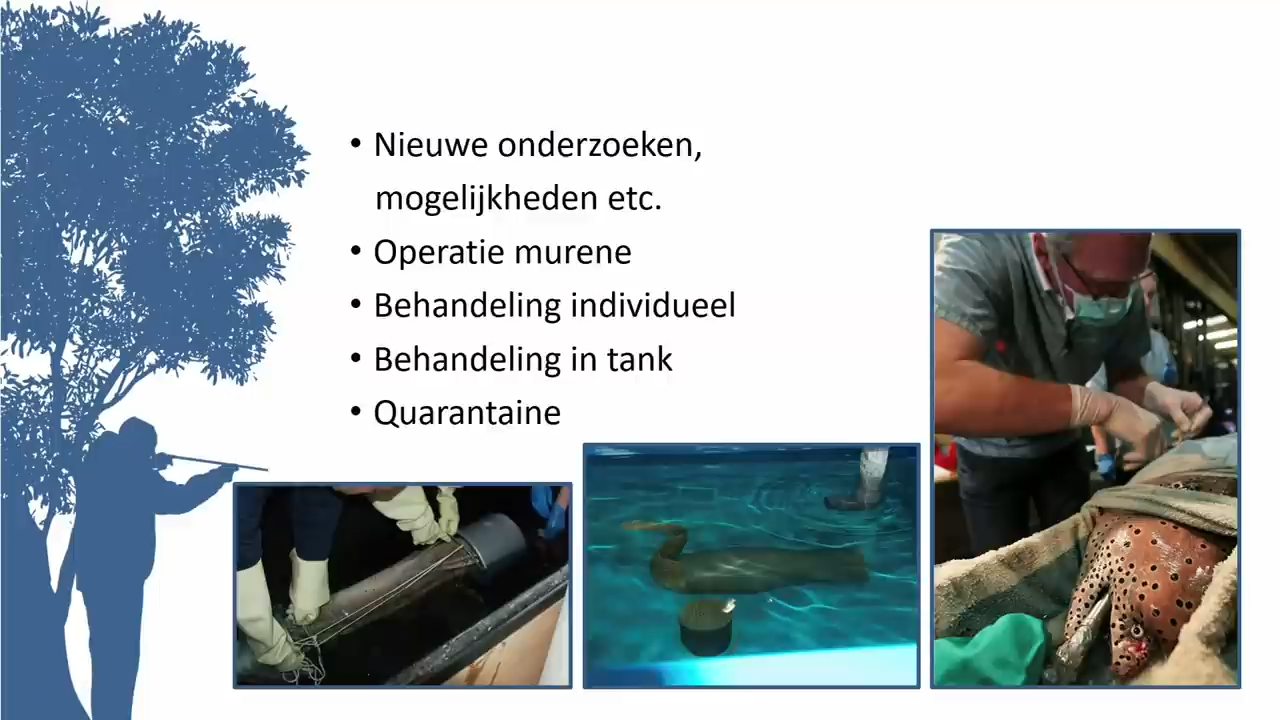 • Nieuwe onderzoeken,
mogelijkheden etc.
• Operatie murene
• Behandeling individueel
• Behandeling in tank
• Quarantaine